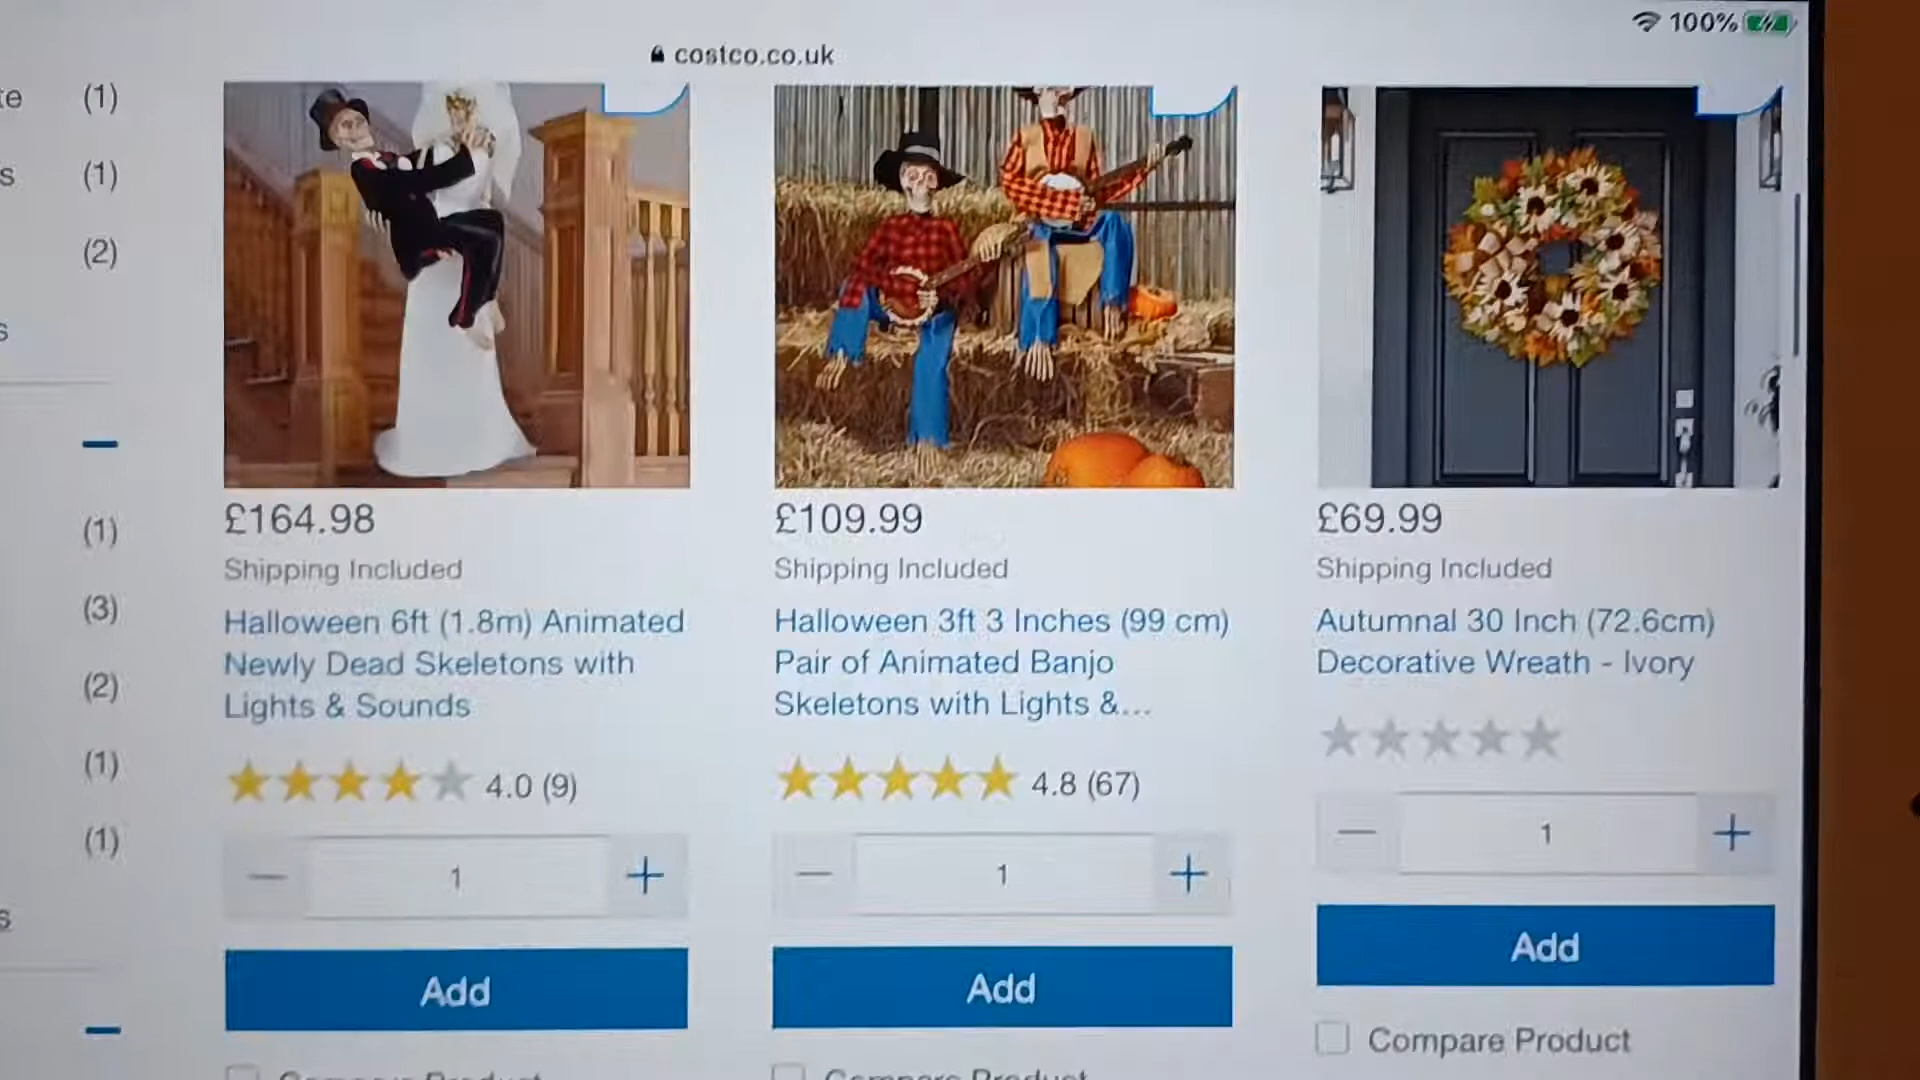 100%
costco.co.uk
(1)
s (1)
(2)
s
(1)
(3)
(2)
(1)
(1)
s
£164.98
Shipping Included
Halloween 6ft (1.8m) Animated
Newly Dead Skeletons with
Lights & Sounds
4.0 (9)
1
Add
£109.99
Shipping Included
Halloween 3ft 3 Inches (99 cm)
Pair of Animated Banjo
Skeletons with Lights &...
4.8 (67)
1
Add
£69.99
Shipping Included
Autumnal 30 Inch (72.6cm)
Decorative Wreath - Ivory
1
Add
Compare Product